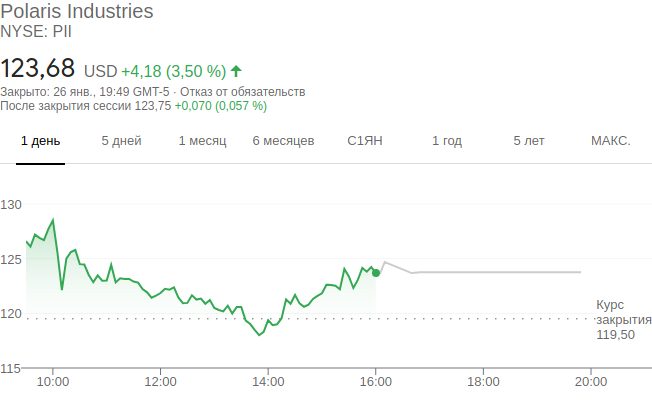 Polaris Industries
NYSE: PII
123,68 USD +4,18 (3,50 %)
Закрыто: 26 янв., 19:49 GMT-5 · Отказ от обязательств
После закрытия сессии 123,75 +0,070 (0,057 %)
1 день 5 дней 1 месяц 6 месяцев С1ЯН 1 год 5 лет МАКС.
130
125
120
115
Курс
закрытия
119,50
10:00 12:00 14:00 16:00 18:00 20:00